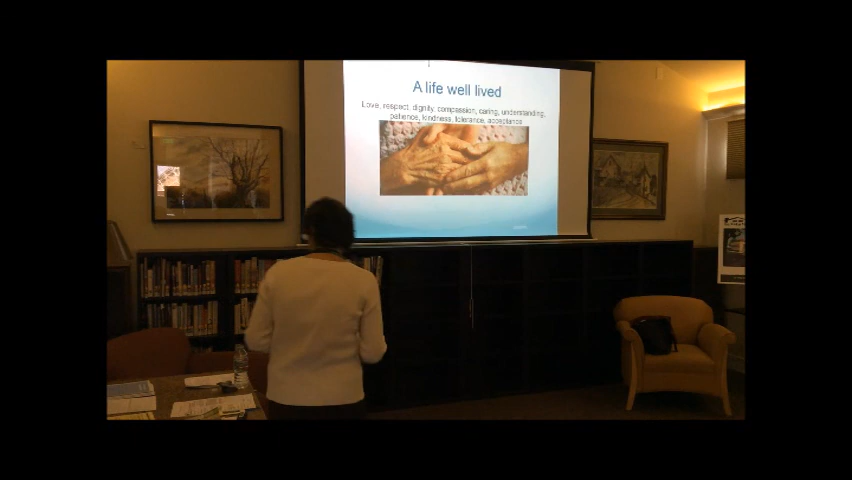 A life well lived
Love, respect, dignity, compassion, caring, understanding,
patience, kindness, tolerance, acceptance